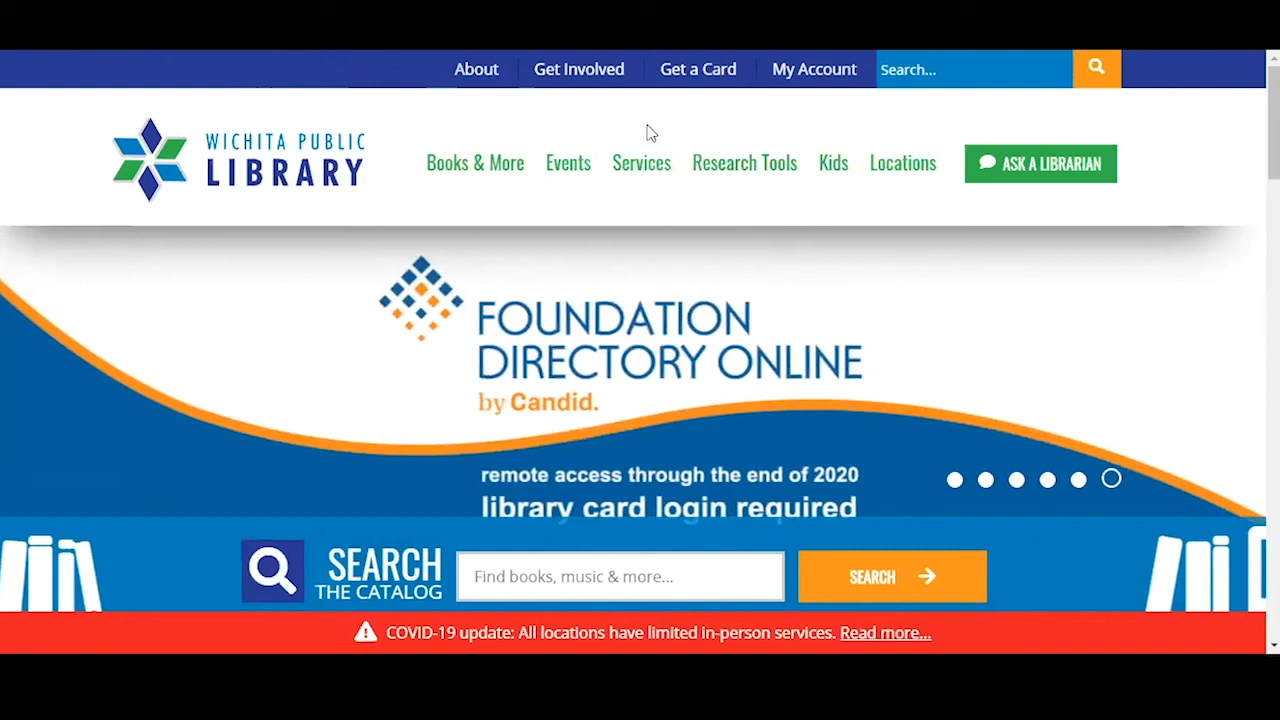 About Get Involved Get a Card My Account Search...
WICHITA PUBLIC
LIBRARY
Books & More Events Services Research Tools Kids Locations ASK A LIBRARIAN
FOUNDATION
DIRECTORY ONLINE
by Candid.
remote access through the end of 2020
library card login required
SEARCH
THE CATALOG
Find books, music & more...
SEARCH
COVID-19 update: All locations have limited in-person services. Read more...